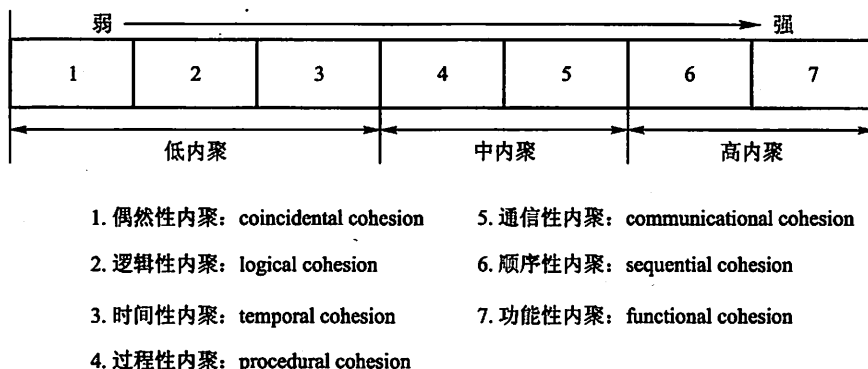 弱 强
1 2 3 4 5 6 7
低内聚 中内聚 高内聚
1. 偶然性内聚：coincidental cohesion
2. 逻辑性内聚：logical cohesion
3. 时间性内聚：temporal cohesion
4. 过程性内聚：procedural cohesion
5. 通信性内聚：communicational cohesion
6. 顺序性内聚：sequential cohesion
7. 功能性内聚：functional cohesion